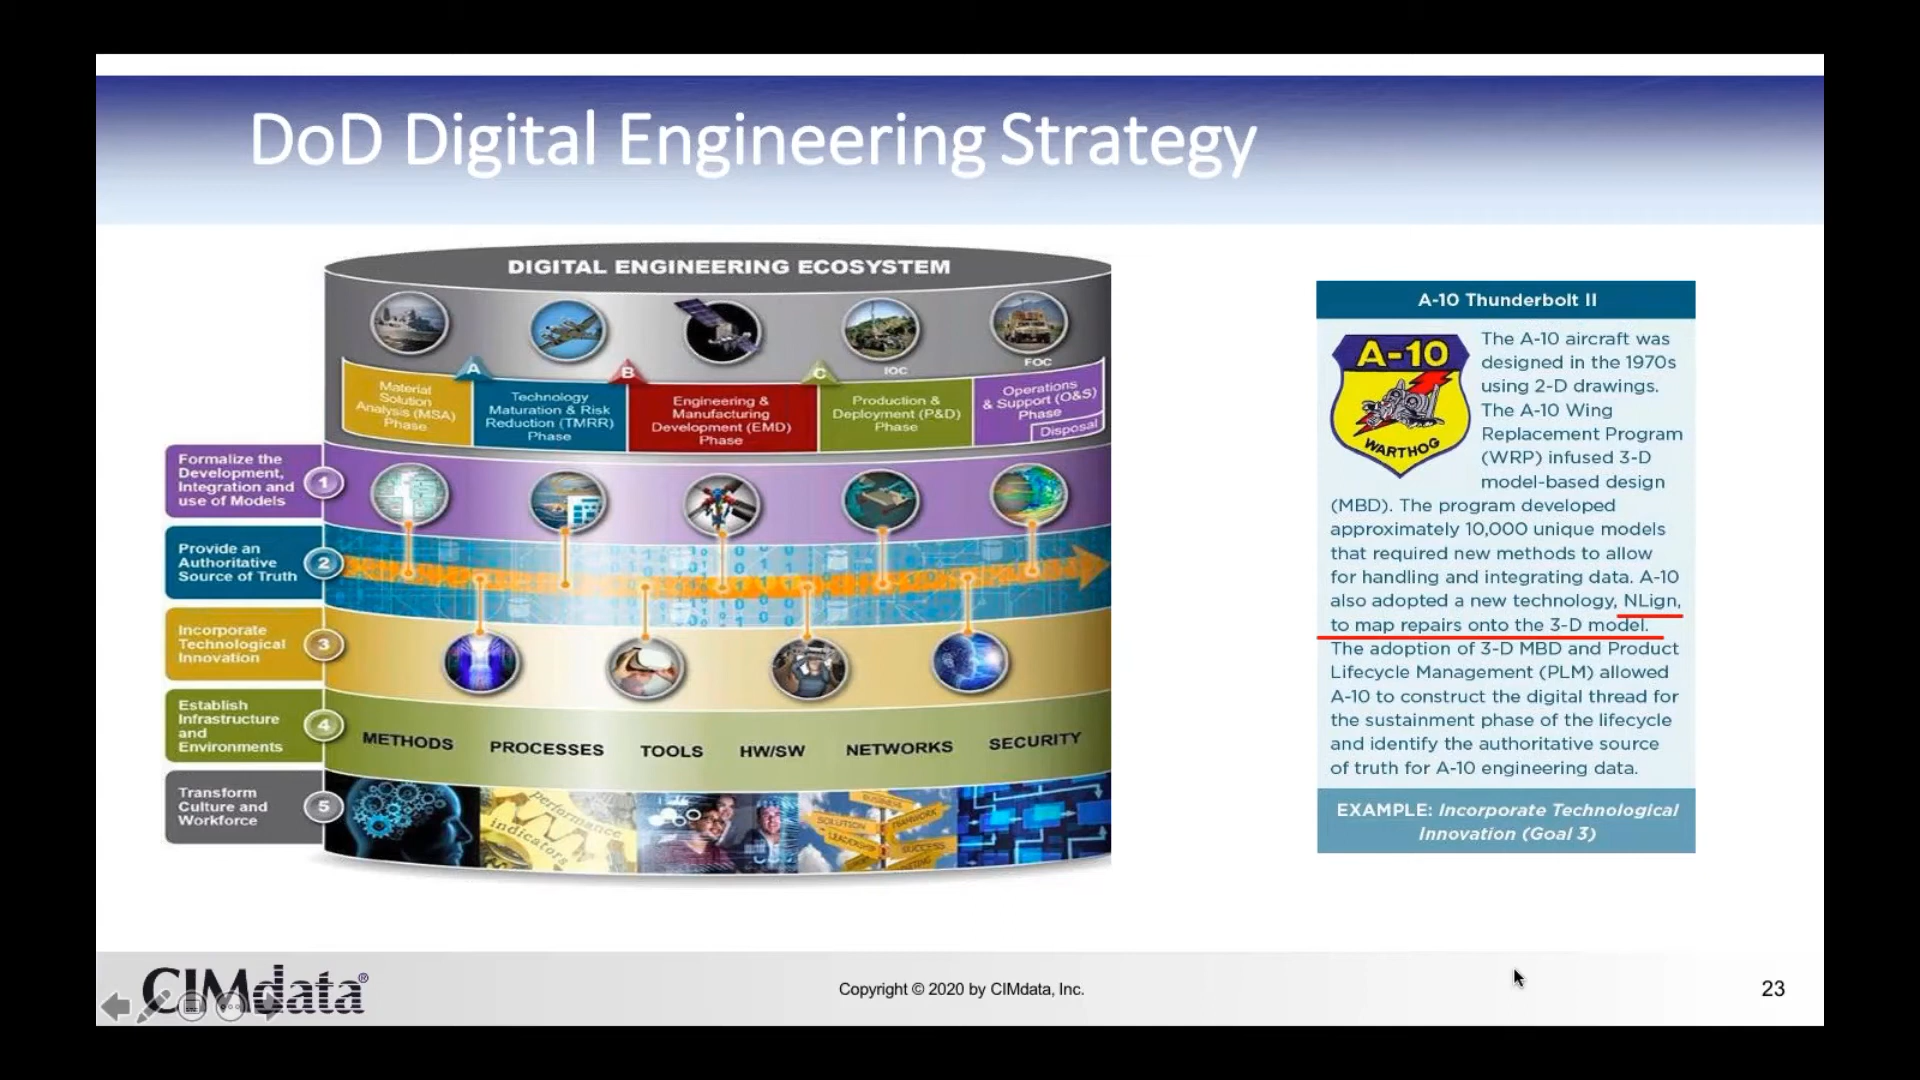 DoD Digital Engineering Strategy
DIGITAL ENGINEERING ECOSYSTEM
A
B
C
IOC
FOC
Material
Solution
Analysis (MSA)
Phase
Technology
Maturation & Risk
Reduction (TMRR)
Phase
Engineering &
Manufacturing
Development (EMD)
Phase
Production &
Deployment (P&D)
Phase
Operations
& Support (O&S)
Phase
Disposal
Formalize the
Development,
Integration and
use of Models
1
Provide an
Authoritative
Source of Truth
2
Incorporate
Technological
Innovation
3
Establish
Infrastructure
and
Environments
4
METHODS PROCESSES TOOLS HW/SW NETWORKS SECURITY
Transform
Culture and
Workforce
5
performance
indicators
BUSINESS
SOLUTION
TEAMWORK
LEADERSHIP
SUCCESS
A-10 Thunderbolt II
A-10
WARTHOG
The A-10 aircraft was
designed in the 1970s
using 2-D drawings.
The A-10 Wing
Replacement Program
(WRP) infused 3-D
model-based design
(MBD). The program developed
approximately 10,000 unique models
that required new methods to allow
for handling and integrating data. A-10
also adopted a new technology, NLign,
to map repairs onto the 3-D model.
The adoption of 3-D MBD and Product
Lifecycle Management (PLM) allowed
A-10 to construct the digital thread for
the sustainment phase of the lifecycle
and identify the authoritative source
of truth for A-10 engineering data.
EXAMPLE: Incorporate Technological
Innovation (Goal 3)
CIMdata®
Copyright © 2020 by CIMdata, Inc.
23